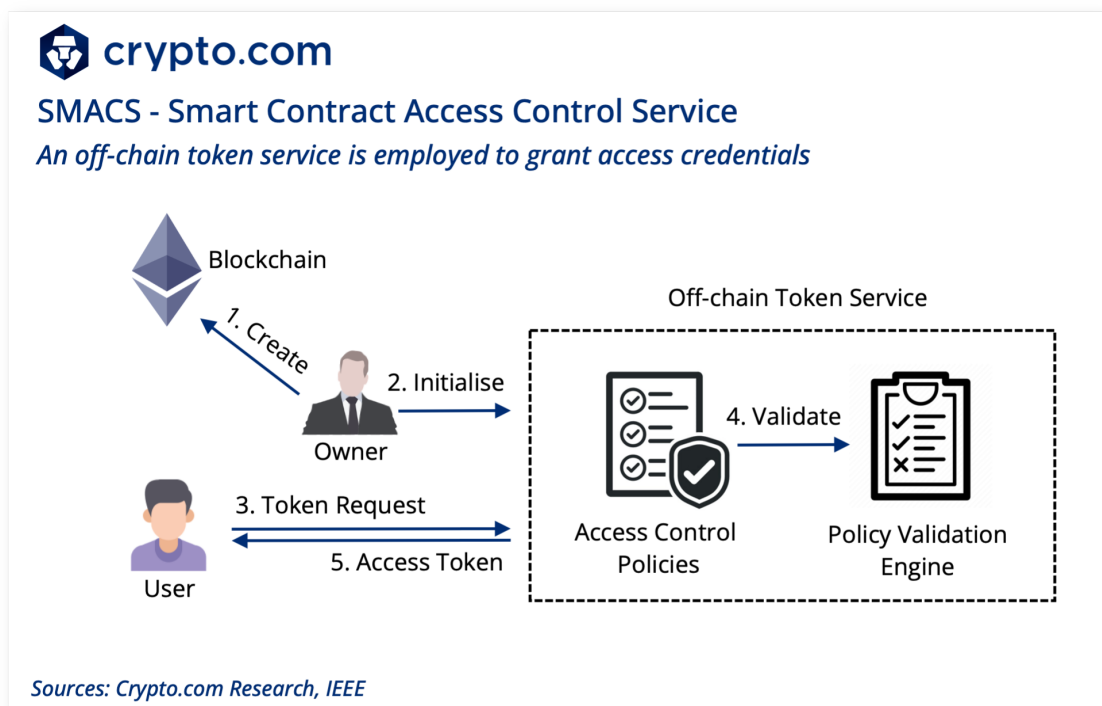 crypto.com
SMACS - Smart Contract Access Control Service
An off-chain token service is employed to grant access credentials
Blockchain
Off-chain Token Service
1. Create
2. Initialise
4. Validate
Owner
3. Token Request
Access Control
Policies
Policy Validation
Engine
5. Access Token
User
Sources: Crypto.com Research, IEEE